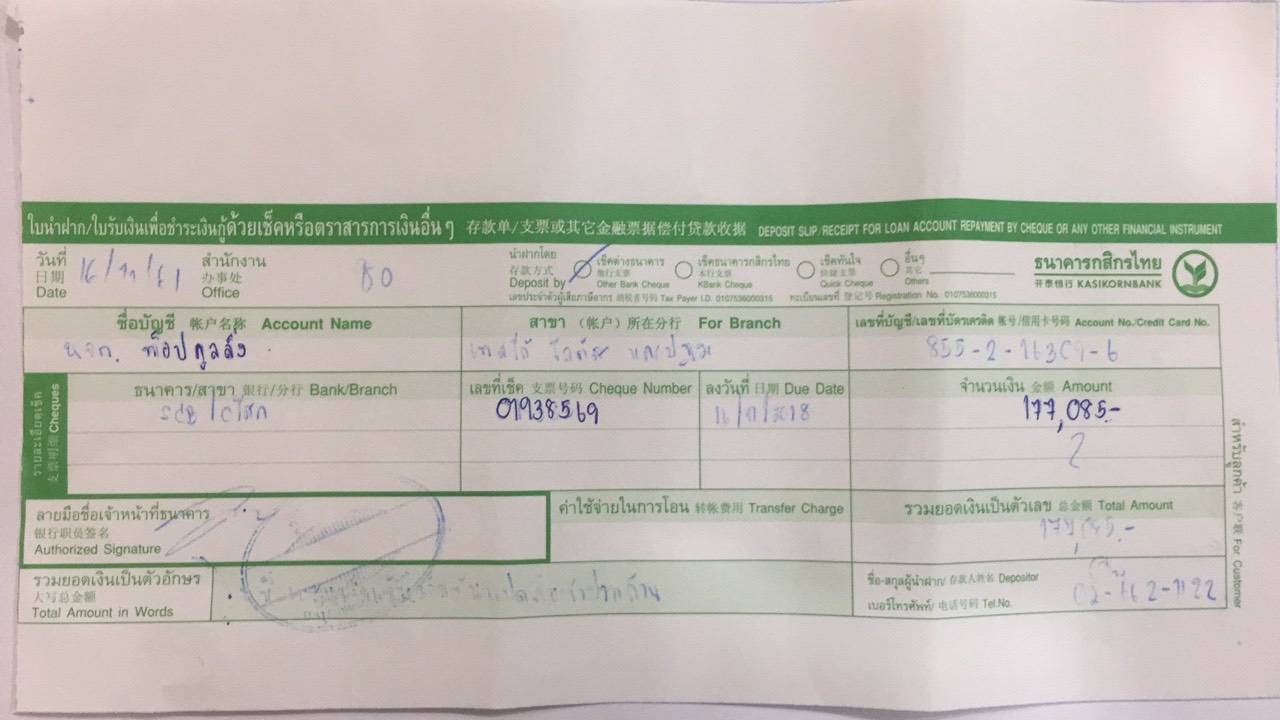 ใบนำฝาก/ใบรับเงินเพื่อชำระเงินกู้ด้วยเช็คหรือตราสารการเงินอื่นๆ 存款单/支票或其它金融票据偿付贷款收据 DEPOSIT SLIP/RECEIPT FOR LOAN ACCOUNT REPAYMENT BY CHEQUE OR ANY OTHER FINANCIAL INSTRUMENT
วันที่ 日期 Date 16/11/61 สำนักงาน 办事处 Office
นำฝากโดย 存款方式 Deposit by
เช็คต่างธนาคาร 他行支票 Other Bank Cheque
เช็คธนาคารกสิกรไทย 本行支票 KBank Cheque
เช็คทันใจ 快捷支票 Quick Cheque
อื่นๆ 其它 Others
เลขประจำตัวผู้เสียภาษีอากร 纳税者号码 Tax Payer I.D. 0107536000315 ทะเบียนเลขที่ 登记号 Registration No. 0107536000315
ธนาคารกสิกรไทย
开泰银行 KASIKORNBANK
ชื่อบัญชี 帐户名称 Account Name
หจก. ท็อปคูลลิ่ง
สาขา (帐户) 所在分行 For Branch
เทสโก้ โลตัส นครปฐม
เลขที่บัญชี/เลขที่บัตรเครดิต 帐号/信用卡号码 Account No./Credit Card No.
รายละเอียดเช็ค 支票明细 Cheques
ธนาคาร/สาขา 银行/分行 Bank/Branch
SCB / อโศก
เลขที่เช็ค 支票号码 Cheque Number
01938569
ลงวันที่ 日期 Due Date
16/11/2018
จำนวนเงิน 金额 Amount
177,085-
ลายมือชื่อเจ้าหน้าที่ธนาคาร
银行职员签名
Authorized Signature
ค่าใช้จ่ายในการโอน 转帐费用 Transfer Charge
รวมยอดเงินเป็นตัวเลข 总金额 Total Amount
177,085-
รวมยอดเงินเป็นตัวอักษร
大写总金额
Total Amount in Words
ชื่อ-สกุลผู้นำฝาก/ 存款人姓名 Depositor
เบอร์โทรศัพท์/ 电话号码 Tel.No. 02-162-1122
สำหรับลูกค้า 客户联 For Customer